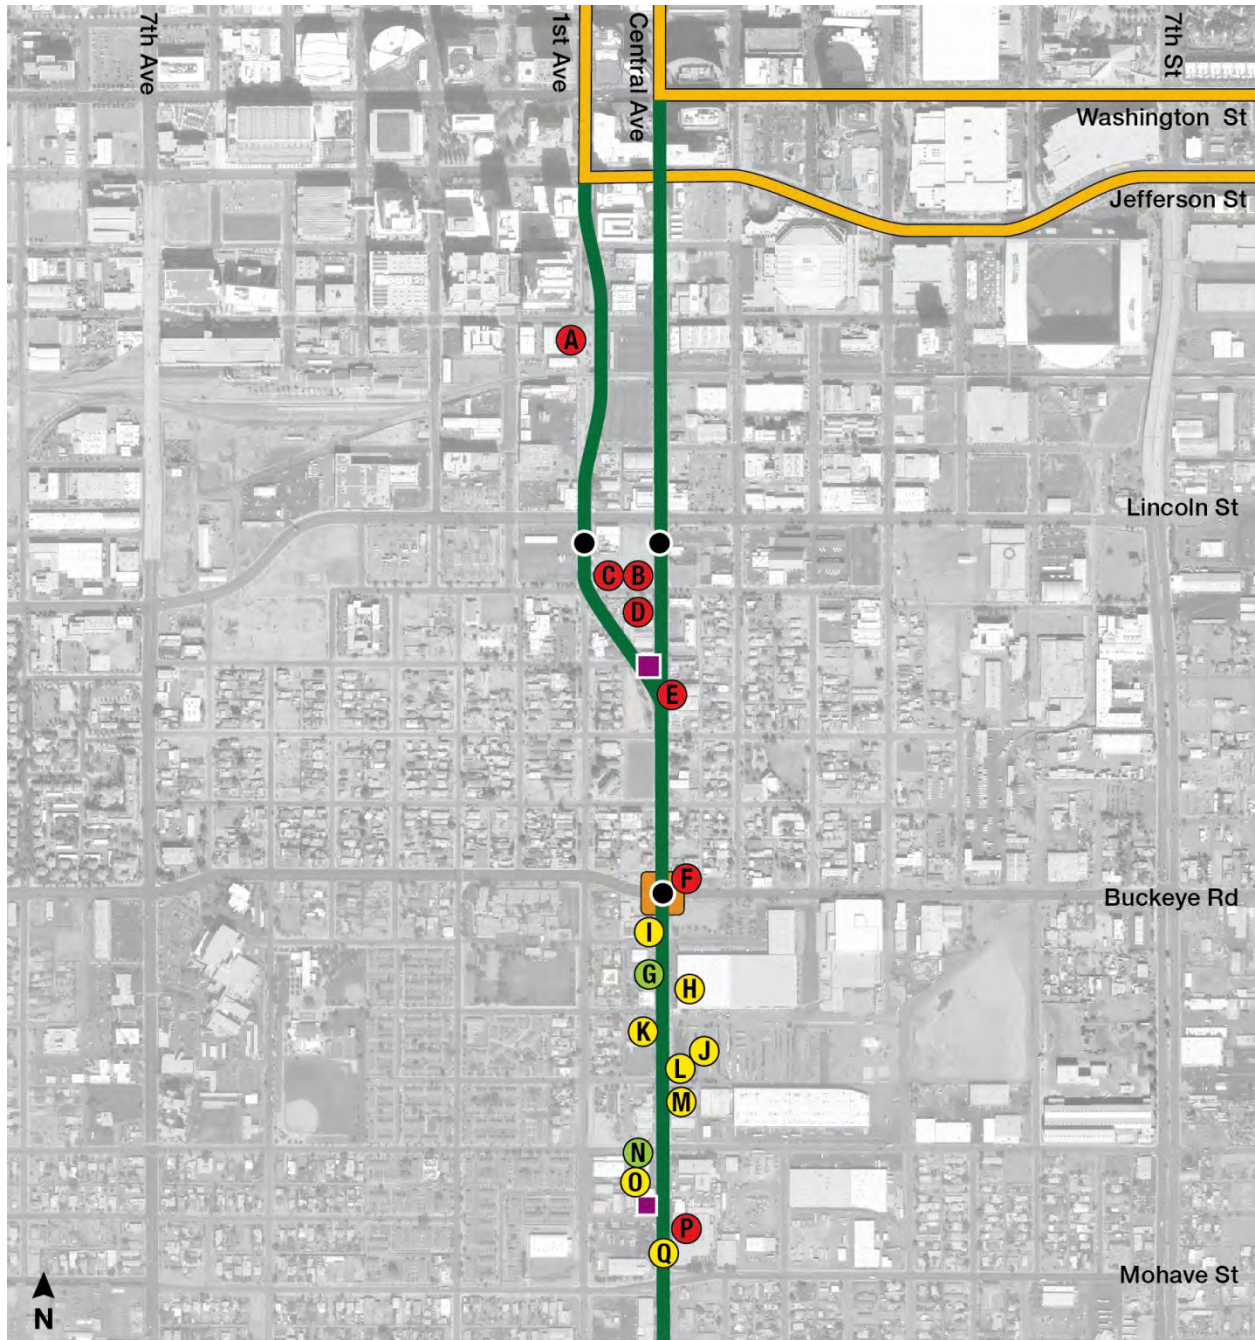 7th Ave
1st Ave
Central Ave
7th St
Washington St
Jefferson St
A
Lincoln St
C
B
D
E
F
Buckeye Rd
I
G
H
K
J
L
M
N
O
P
Q
Mohave St
N